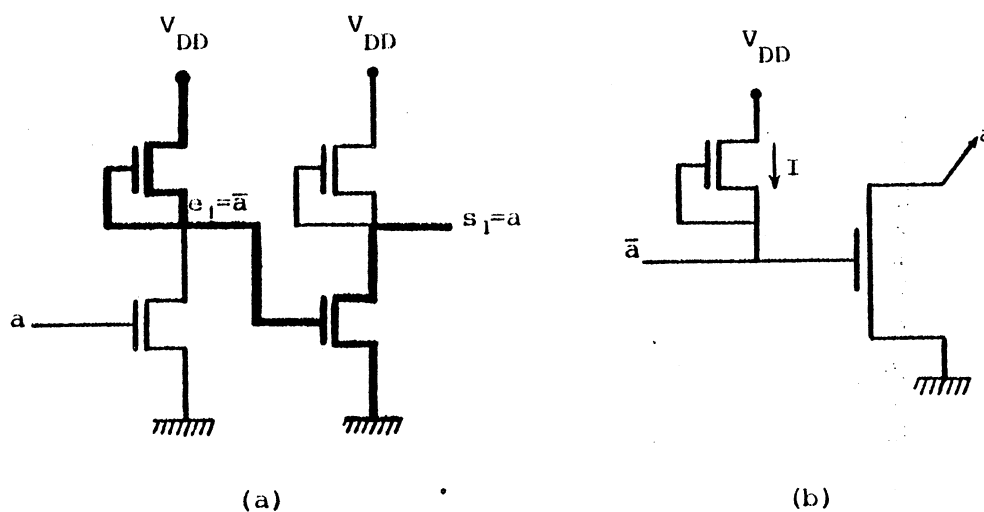 V_DD V_DD
V_DD
I
e_1=ā
s_1=a
ā
a
(a)
(b)